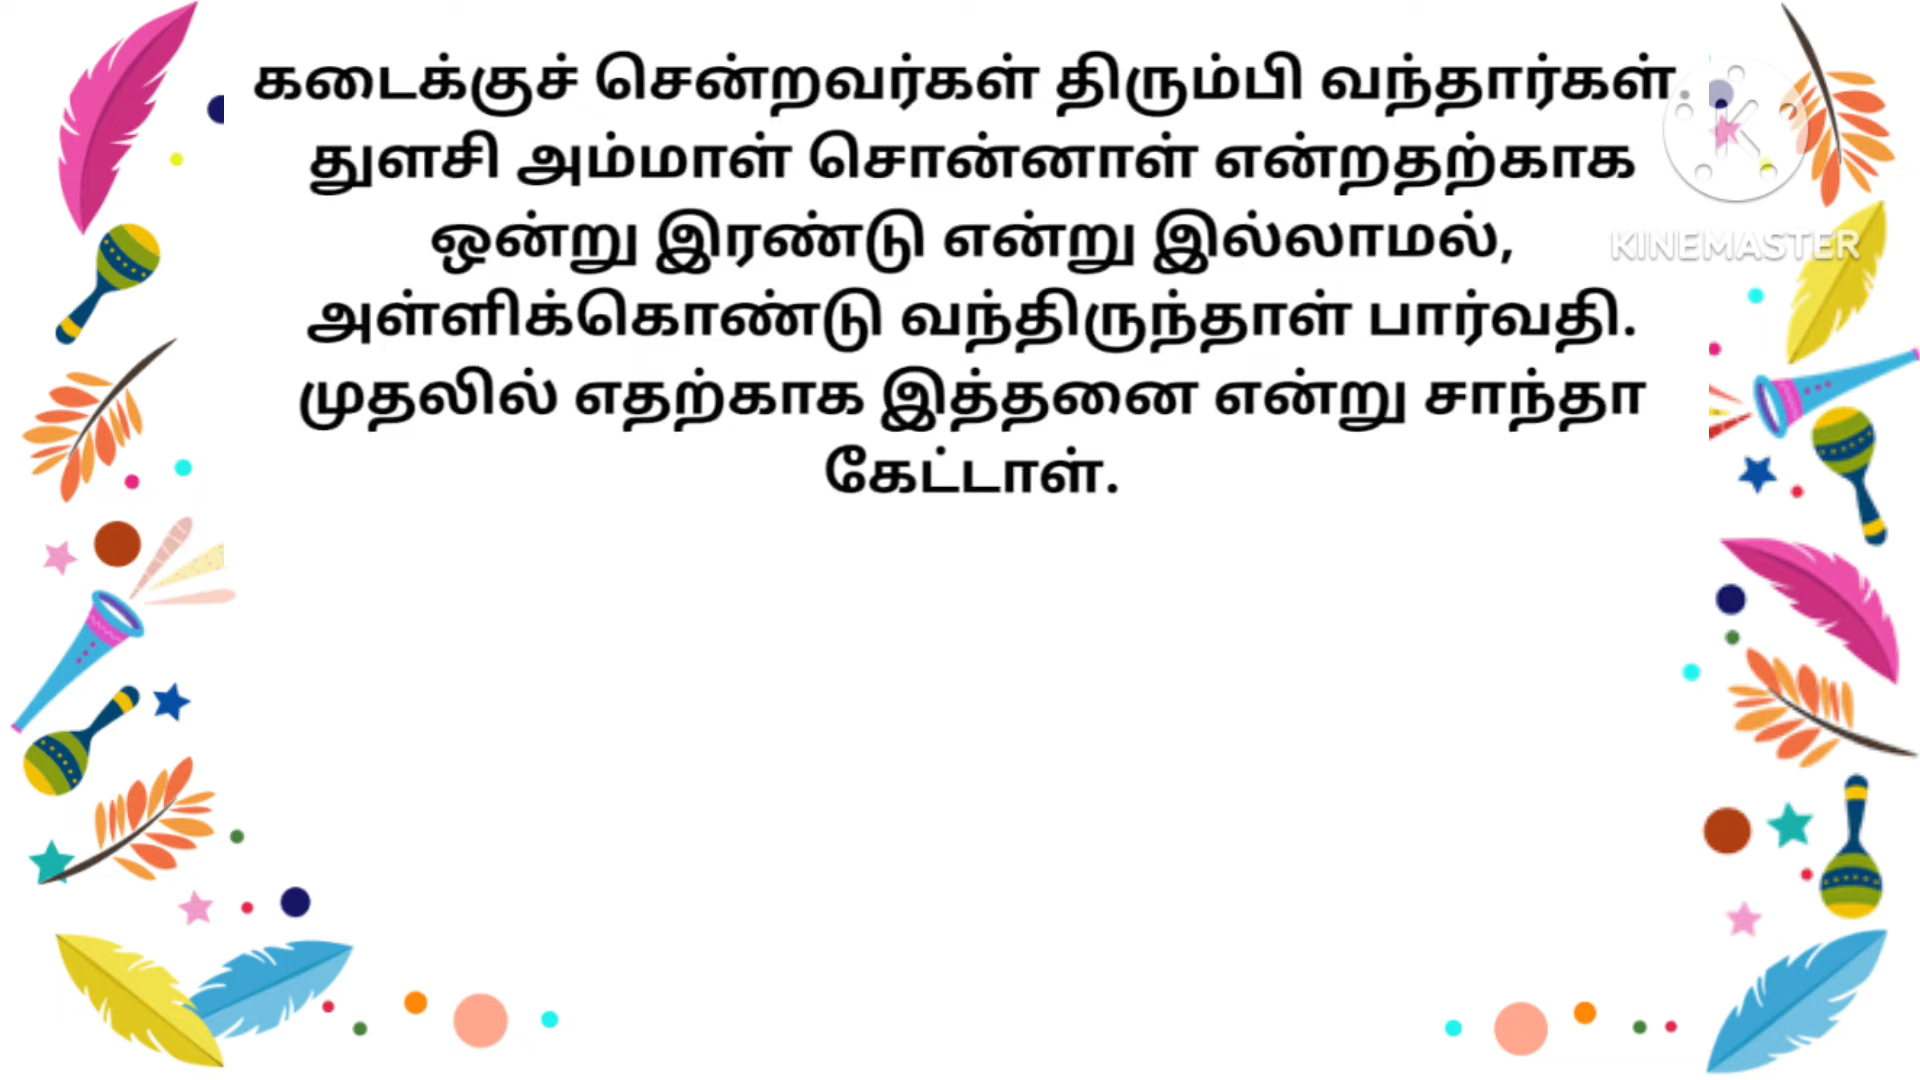 கடைக்குச் சென்றவர்கள் திரும்பி வந்தார்கள்.
துளசி அம்மாள் சொன்னாள் என்றதற்காக
ஒன்று இரண்டு என்று இல்லாமல்,
அள்ளிக்கொண்டு வந்திருந்தாள் பார்வதி.
முதலில் எதற்காக இத்தனை என்று சாந்தா
கேட்டாள்.
K
KINEMASTER